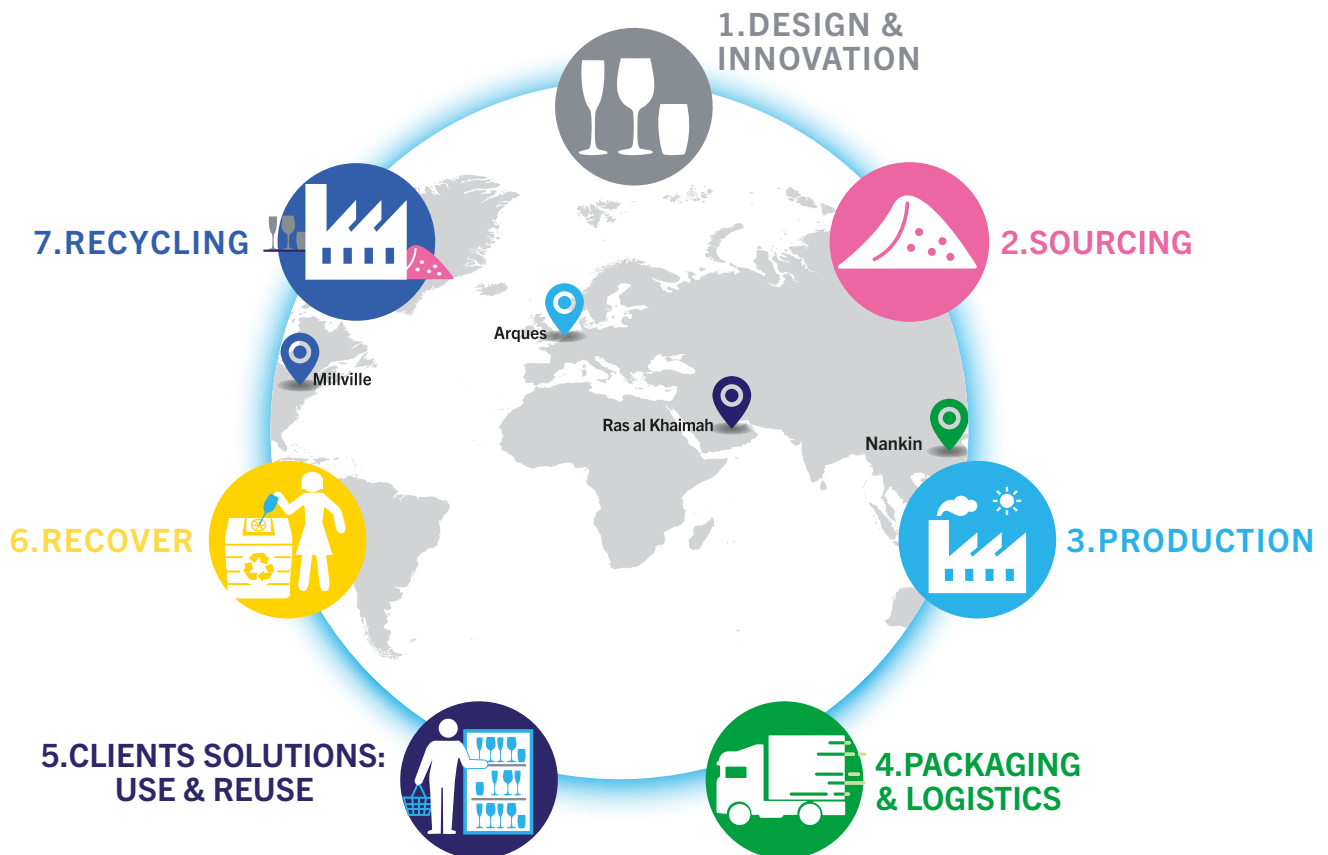 1.DESIGN &
INNOVATION
7.RECYCLING
2.SOURCING
Arques
Millville
Ras al Khaimah
Nankin
6.RECOVER
3.PRODUCTION
5.CLIENTS SOLUTIONS:
USE & REUSE
4.PACKAGING
& LOGISTICS